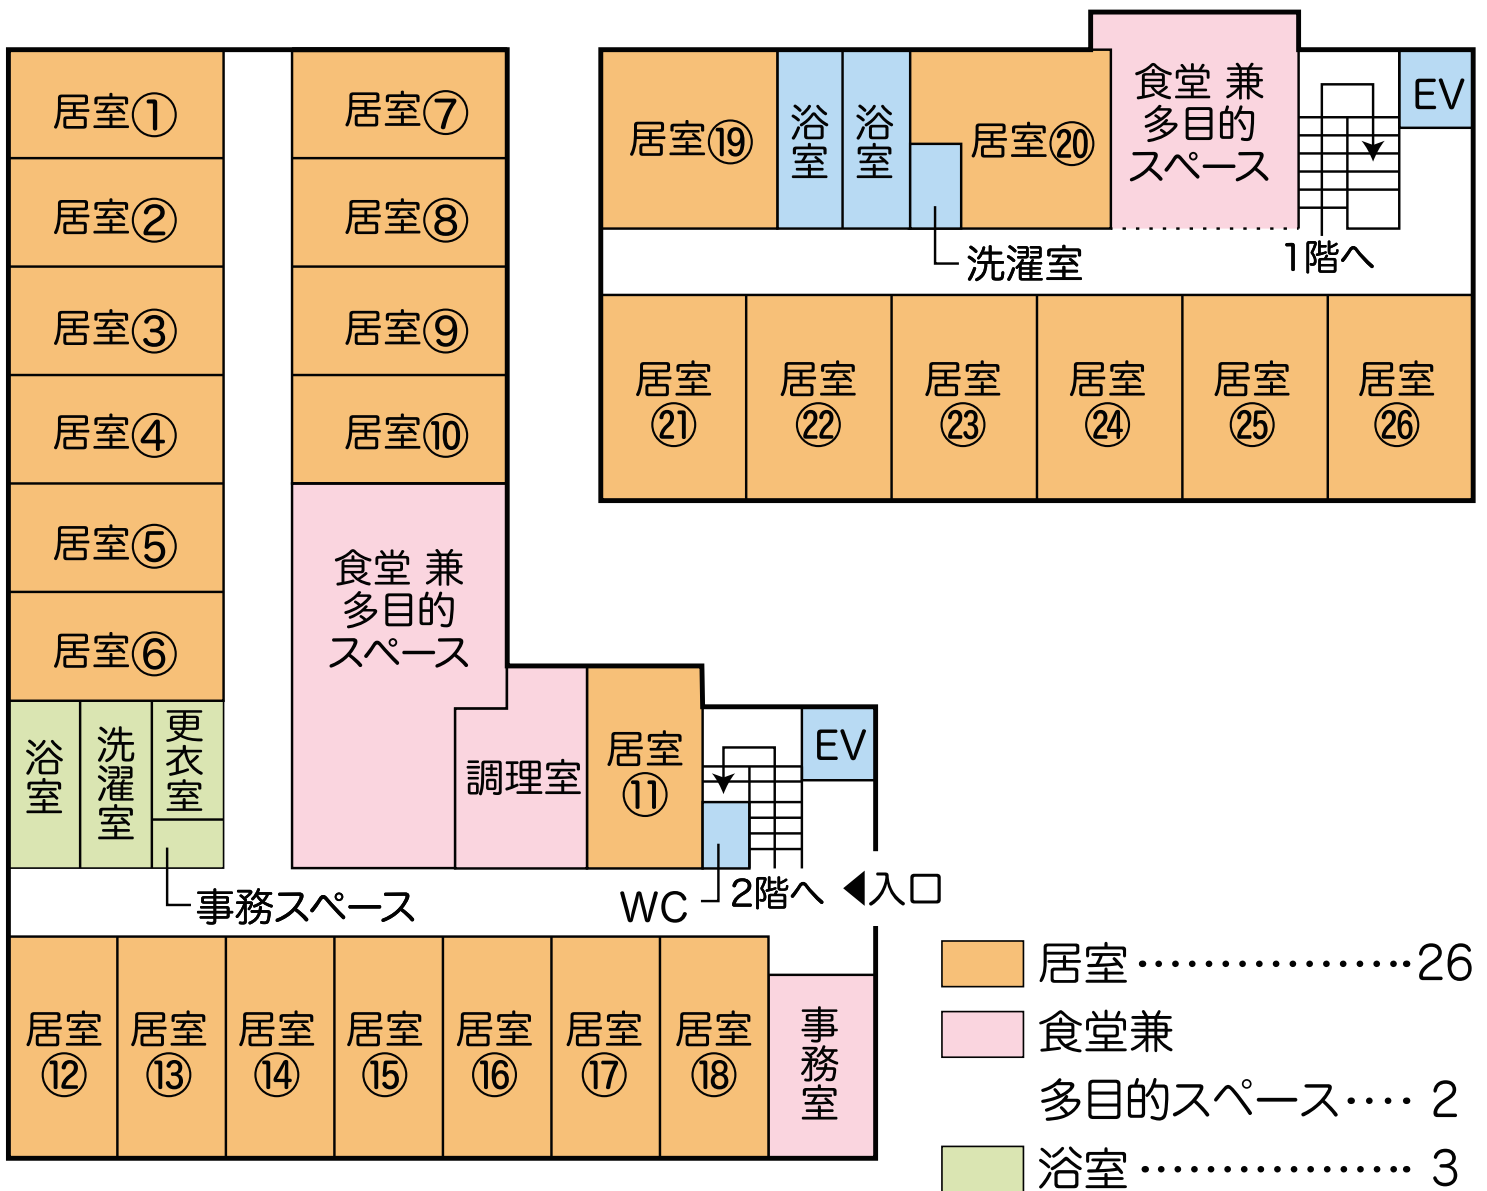 居室①
居室②
居室③
居室④
居室⑤
居室⑥
浴室
洗濯室
更衣室
事務スペース
居室⑦
居室⑧
居室⑨
居室⑩
食堂 兼
多目的
スペース
調理室
居室
⑪
EV
WC
2階へ
入口
居室
⑫
居室
⑬
居室
⑭
居室
⑮
居室
⑯
居室
⑰
居室
⑱
事務室
居室⑲
浴室
浴室
居室⑳
洗濯室
食堂 兼
多目的
スペース
EV
1階へ
居室
㉑
居室
㉒
居室
㉓
居室
㉔
居室
㉕
居室
㉖
居室・・・・・・・・・・・・・・・・・26
食堂兼
多目的スペース・・・・ 2
浴室・・・・・・・・・・・・・・・・・ 3